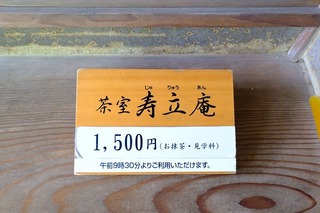 じゅ りゅう あん
茶室 寿立庵
1,500円(お抹茶・見学料)
午前9時30分よりご利用いただけます。